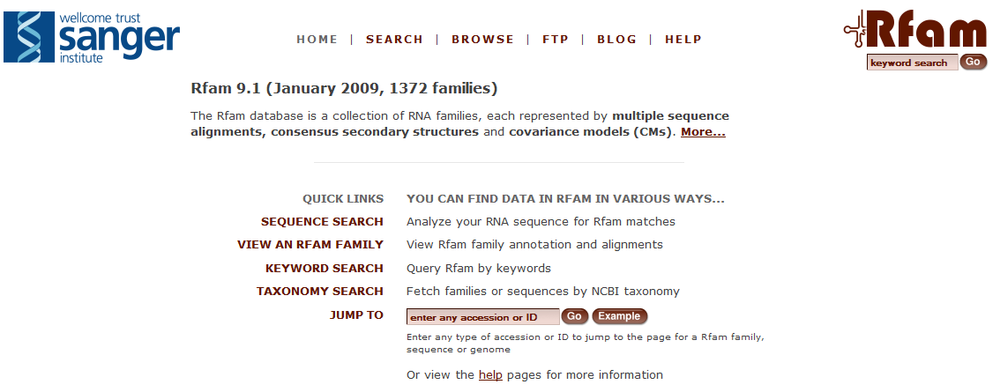 wellcome trust
sanger
institute
HOME | SEARCH | BROWSE | FTP | BLOG | HELP
Rfam
keyword search Go
Rfam 9.1 (January 2009, 1372 families)
The Rfam database is a collection of RNA families, each represented by multiple sequence
alignments, consensus secondary structures and covariance models (CMs). More...
QUICK LINKS YOU CAN FIND DATA IN RFAM IN VARIOUS WAYS...
SEQUENCE SEARCH Analyze your RNA sequence for Rfam matches
VIEW AN RFAM FAMILY View Rfam family annotation and alignments
KEYWORD SEARCH Query Rfam by keywords
TAXONOMY SEARCH Fetch families or sequences by NCBI taxonomy
JUMP TO enter any accession or ID Go Example
Enter any type of accession or ID to jump to the page for a Rfam family,
sequence or genome
Or view the help pages for more information